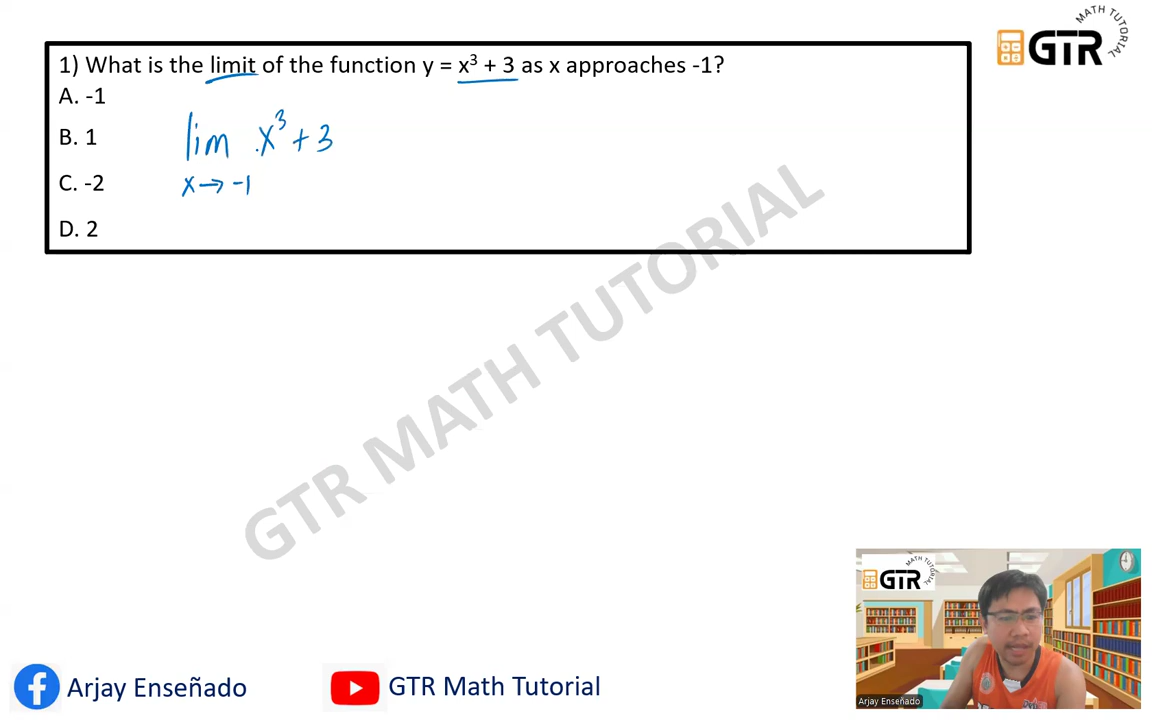 MATH TUTORIAL
GTR
1) What is the limit of the function y = x³ + 3 as x approaches -1?
A. -1
B. 1
C. -2
D. 2
lim x³ + 3
x → -1
GTR MATH TUTORIAL
MATH TUTORIAL
GTR
Arjay Enseñado
Arjay Enseñado
GTR Math Tutorial